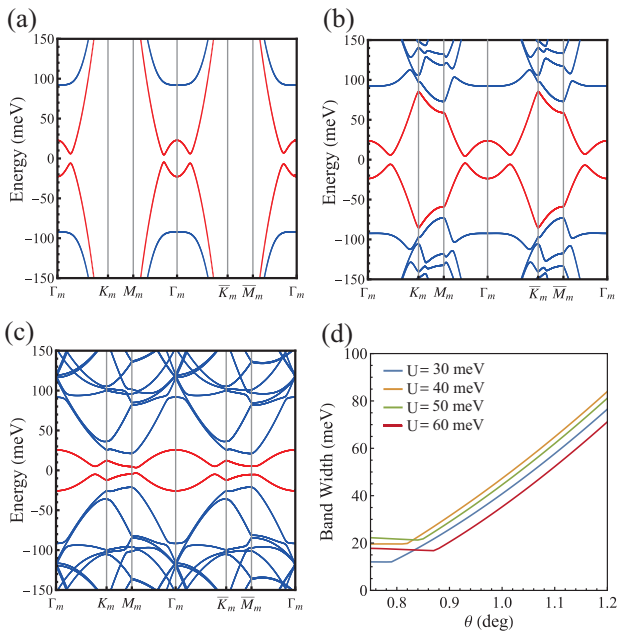 (a)
150
100
50
0
−50
−100
−150
Energy (meV)
Γm Km Mm Γm K̅m M̅m Γm
(b)
150
100
50
0
−50
−100
−150
Energy (meV)
Γm Km Mm Γm K̅m M̅m Γm
(c)
150
100
50
0
−50
−100
−150
Energy (meV)
Γm Km Mm Γm K̅m M̅m Γm
(d)
100
80
60
40
20
0
Band Width (meV)
U= 30 meV
U= 40 meV
U= 50 meV
U= 60 meV
0.8 0.9 1.0 1.1 1.2
θ (deg)